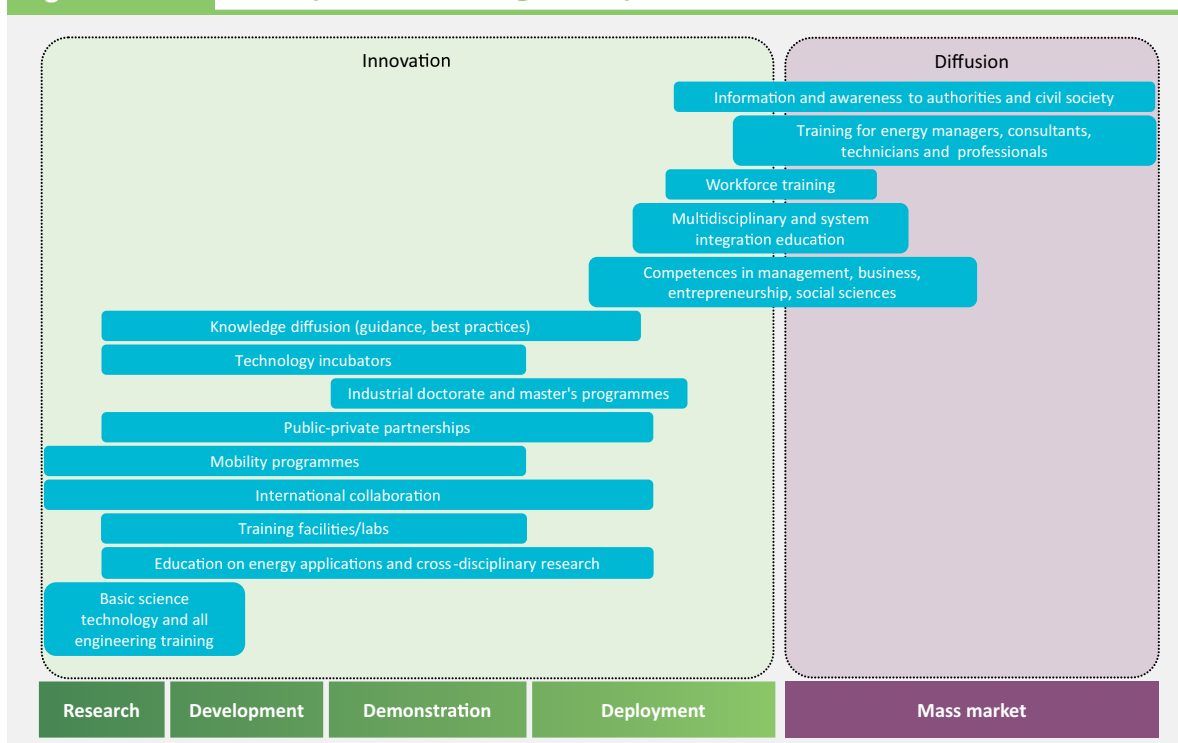 Innovation
Diffusion
Information and awareness to authorities and civil society
Training for energy managers, consultants,
technicians and professionals
Workforce training
Multidisciplinary and system
integration education
Competences in management, business,
entrepreneurship, social sciences
Knowledge diffusion (guidance, best practices)
Technology incubators
Industrial doctorate and master's programmes
Public-private partnerships
Mobility programmes
International collaboration
Training facilities/labs
Education on energy applications and cross-disciplinary research
Basic science
technology and all
engineering training
Research
Development
Demonstration
Deployment
Mass market